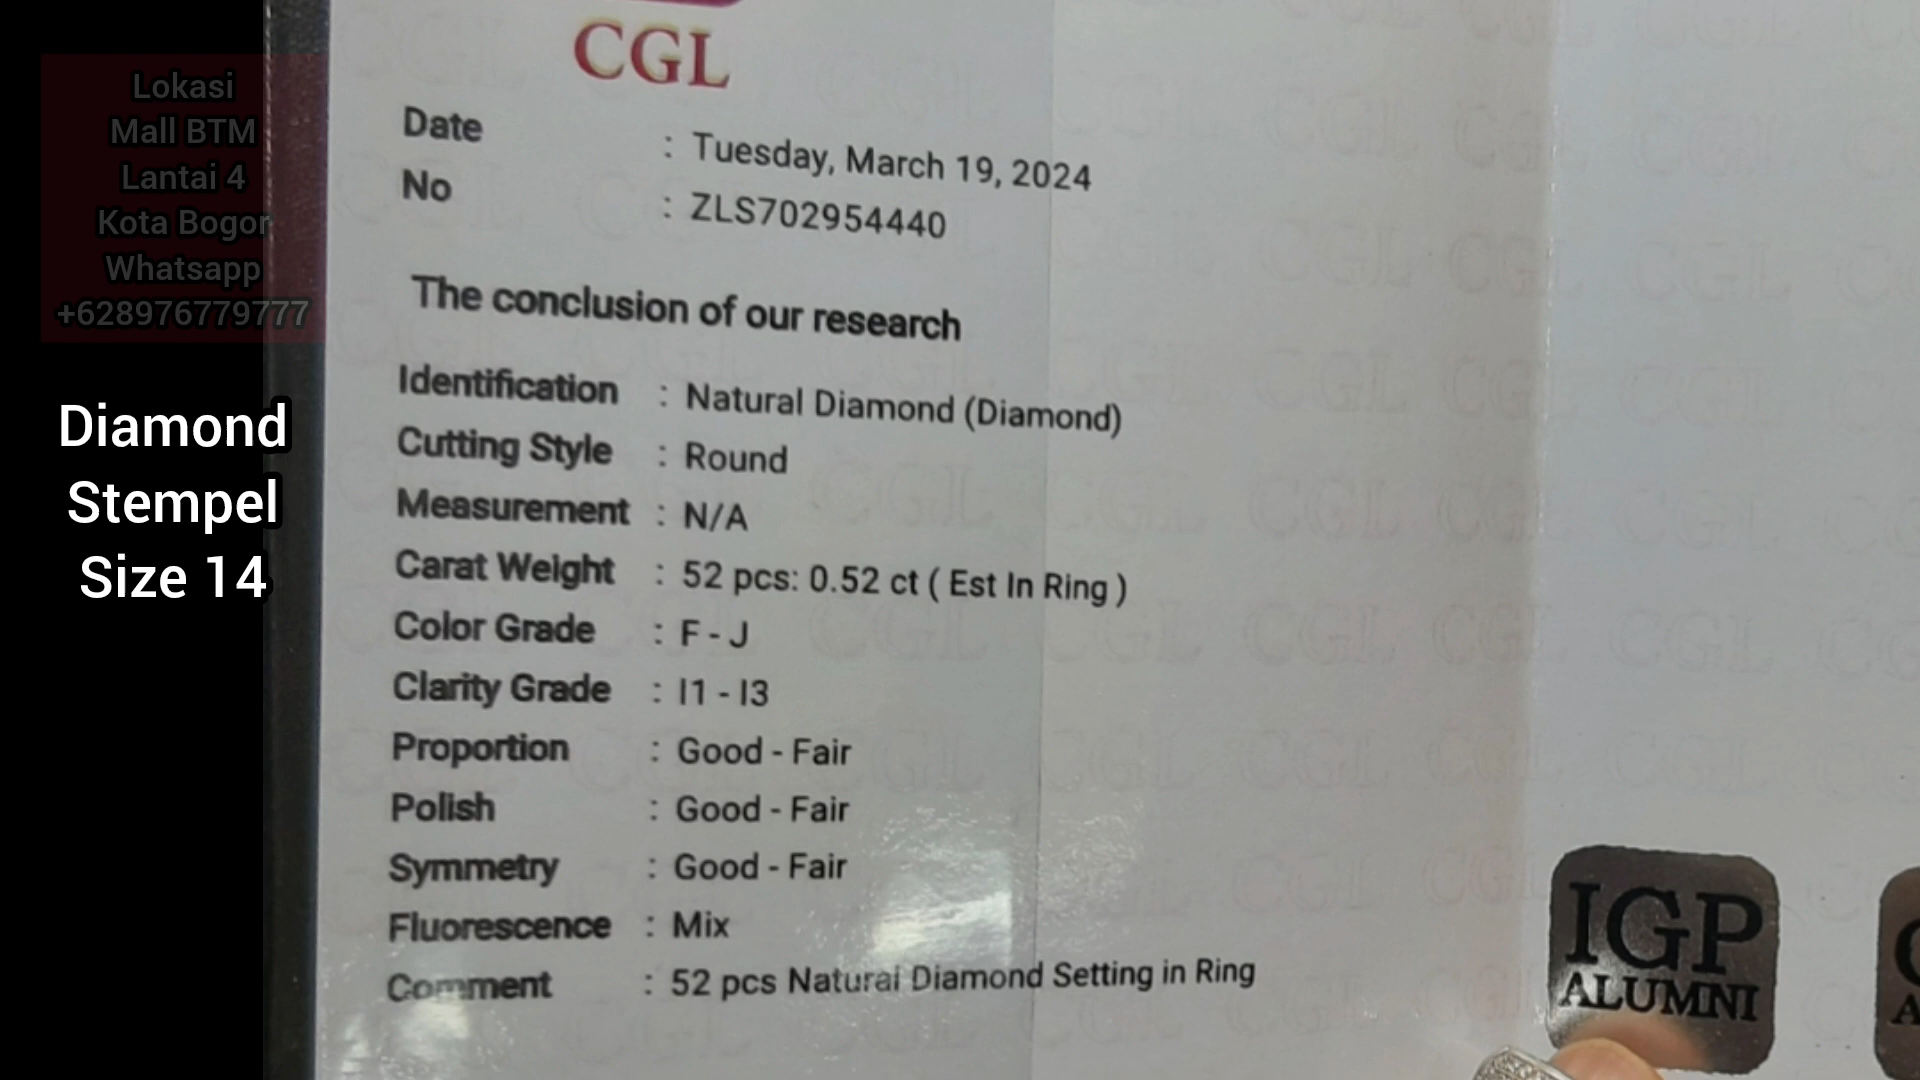 Lokasi
Mall BTM
Lantai 4
Kota Bogor
Whatsapp
+628976779777
Diamond
Stempel
Size 14
CGL
Date : Tuesday, March 19, 2024
No : ZLS702954440
The conclusion of our research
Identification : Natural Diamond (Diamond)
Cutting Style : Round
Measurement : N/A
Carat Weight : 52 pcs: 0.52 ct ( Est In Ring )
Color Grade : F - J
Clarity Grade : I1 - I3
Proportion : Good - Fair
Polish : Good - Fair
Symmetry : Good - Fair
Fluorescence : Mix
Comment : 52 pcs Natural Diamond Setting in Ring
IGP
ALUMNI